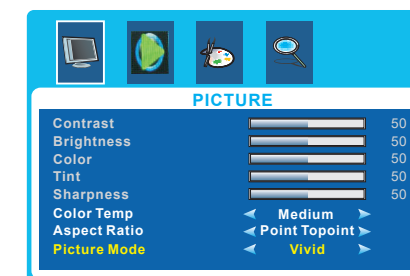 PICTURE
Contrast 50
Brightness 50
Color 50
Tint 50
Sharpness 50
Color Temp Medium
Aspect Ratio Point Topoint
Picture Mode Vivid